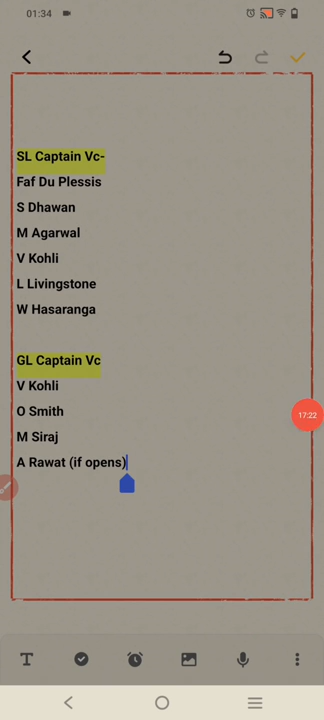 01:34
SL Captain Vc-
Faf Du Plessis
S Dhawan
M Agarwal
V Kohli
L Livingstone
W Hasaranga
GL Captain Vc
V Kohli
O Smith
M Siraj
A Rawat (if opens)
17:22
T